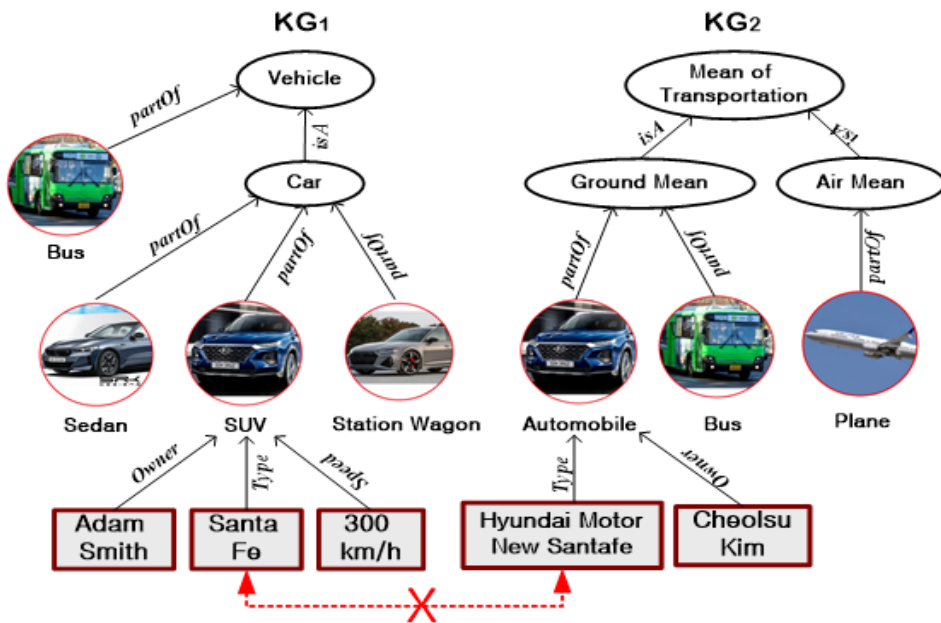 KG1
KG2
Vehicle
Mean of
Transportation
partOf
isA
isA
isA
Car
Ground Mean
Air Mean
Bus
partOf
partOf
partOf
partOf
partOf
partOf
Sedan
SUV
Station Wagon
Automobile
Bus
Plane
Owner
Type
Speed
Type
Owner
Adam
Smith
Santa
Fe
300
km/h
Hyundai Motor
New Santafe
Cheolsu
Kim
X